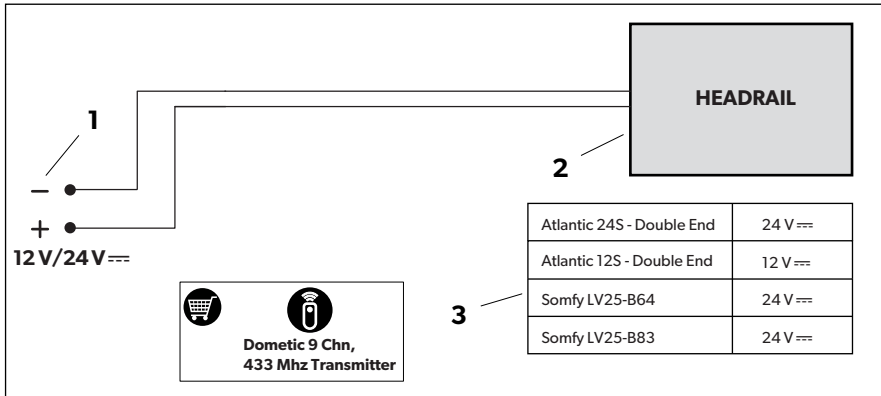 HEADRAIL
1
2
−
+
12 V/24 V⎓
Atlantic 24S - Double End 24 V⎓
Atlantic 12S - Double End 12 V⎓
3
Somfy LV25-B64 24 V⎓
Somfy LV25-B83 24 V⎓
Dometic 9 Chn,
433 Mhz Transmitter